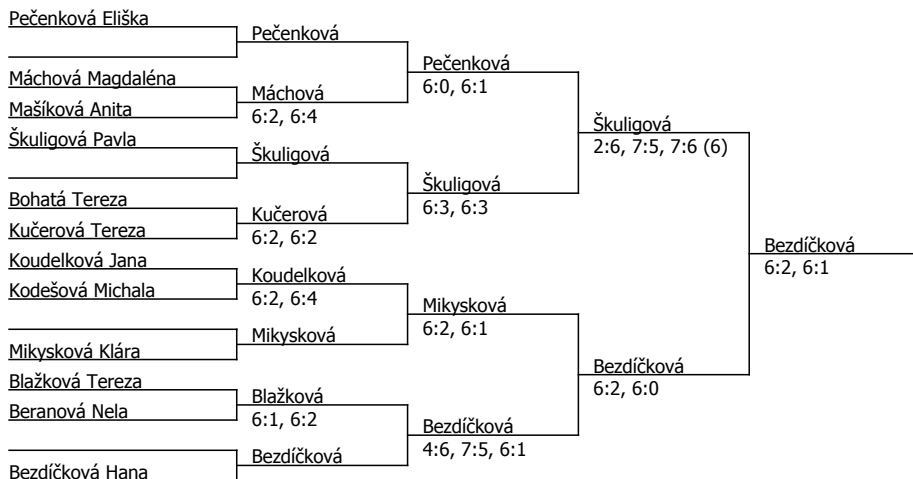 Pečenková Eliška
Pečenková
Pečenková
6:0, 6:1
Máchová Magdaléna
Máchová
6:2, 6:4
Mašíková Anita
Škuligová
2:6, 7:5, 7:6 (6)
Škuligová Pavla
Škuligová
Škuligová
6:3, 6:3
Bohatá Tereza
Kučerová
6:2, 6:2
Kučerová Tereza
Bezdíčková
6:2, 6:1
Koudelková Jana
Koudelková
6:2, 6:4
Kodešová Michala
Mikysková
6:2, 6:1
Mikysková
Mikysková Klára
Bezdíčková
6:2, 6:0
Blažková Tereza
Blažková
6:1, 6:2
Beranová Nela
Bezdíčková
4:6, 7:5, 6:1
Bezdíčková
Bezdíčková Hana